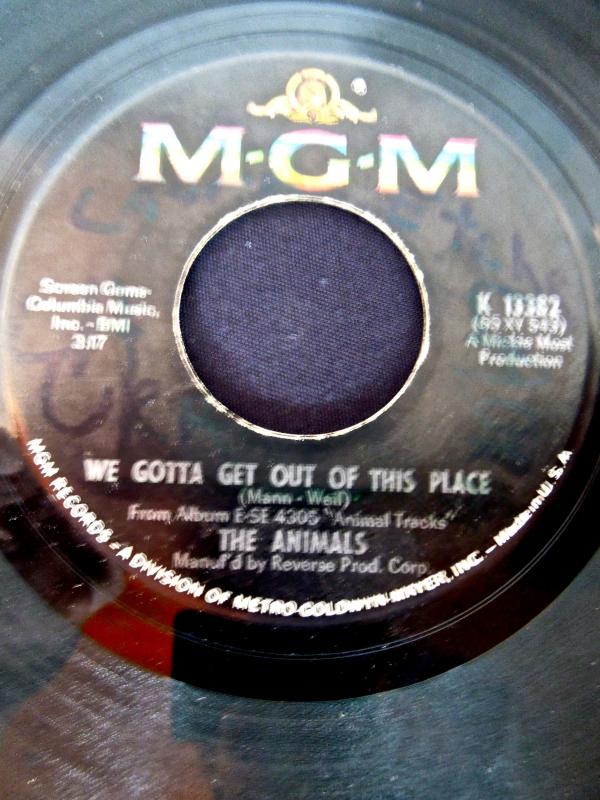 ®
M-G-M
Screen Gems-
Columbia Music,
Inc. - BMI
3:17
K 13382
(65 XY 543)
A Mickie Most
Production
WE GOTTA GET OUT OF THIS PLACE
(Mann - Weil)
From Album E-SE 4305 "Animal Tracks"
THE ANIMALS
Manuf'd by Reverse Prod. Corp.
MGM RECORDS - A DIVISION OF METRO-GOLDWYN-MAYER, INC. - Made in U.S.A